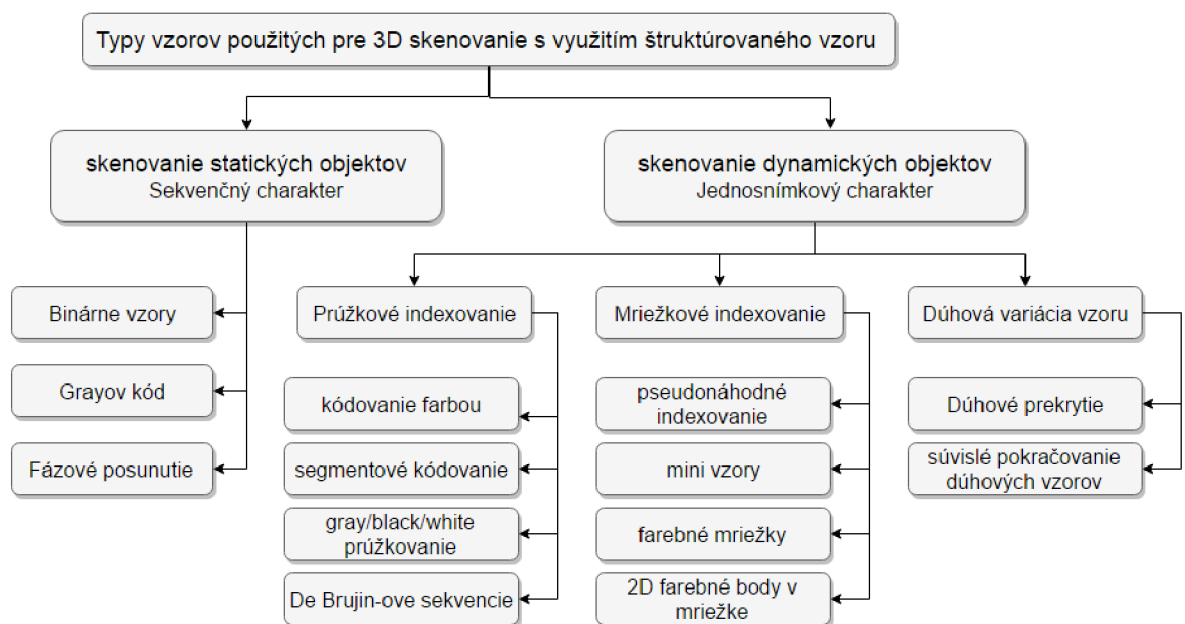 Typy vzorov použitých pre 3D skenovanie s využitím štruktúrovaného vzoru
skenovanie statických objektov
Sekvenčný charakter
skenovanie dynamických objektov
Jednosnímkový charakter
Binárne vzory
Grayov kód
Fázové posunutie
Prúžkové indexovanie
kódovanie farbou
segmentové kódovanie
gray/black/white
prúžkovanie
De Brujin-ove sekvencie
Mriežkové indexovanie
pseudonáhodné
indexovanie
mini vzory
farebné mriežky
2D farebné body v
mriežke
Dúhová variácia vzoru
Dúhové prekrytie
súvislé pokračovanie
dúhových vzorov